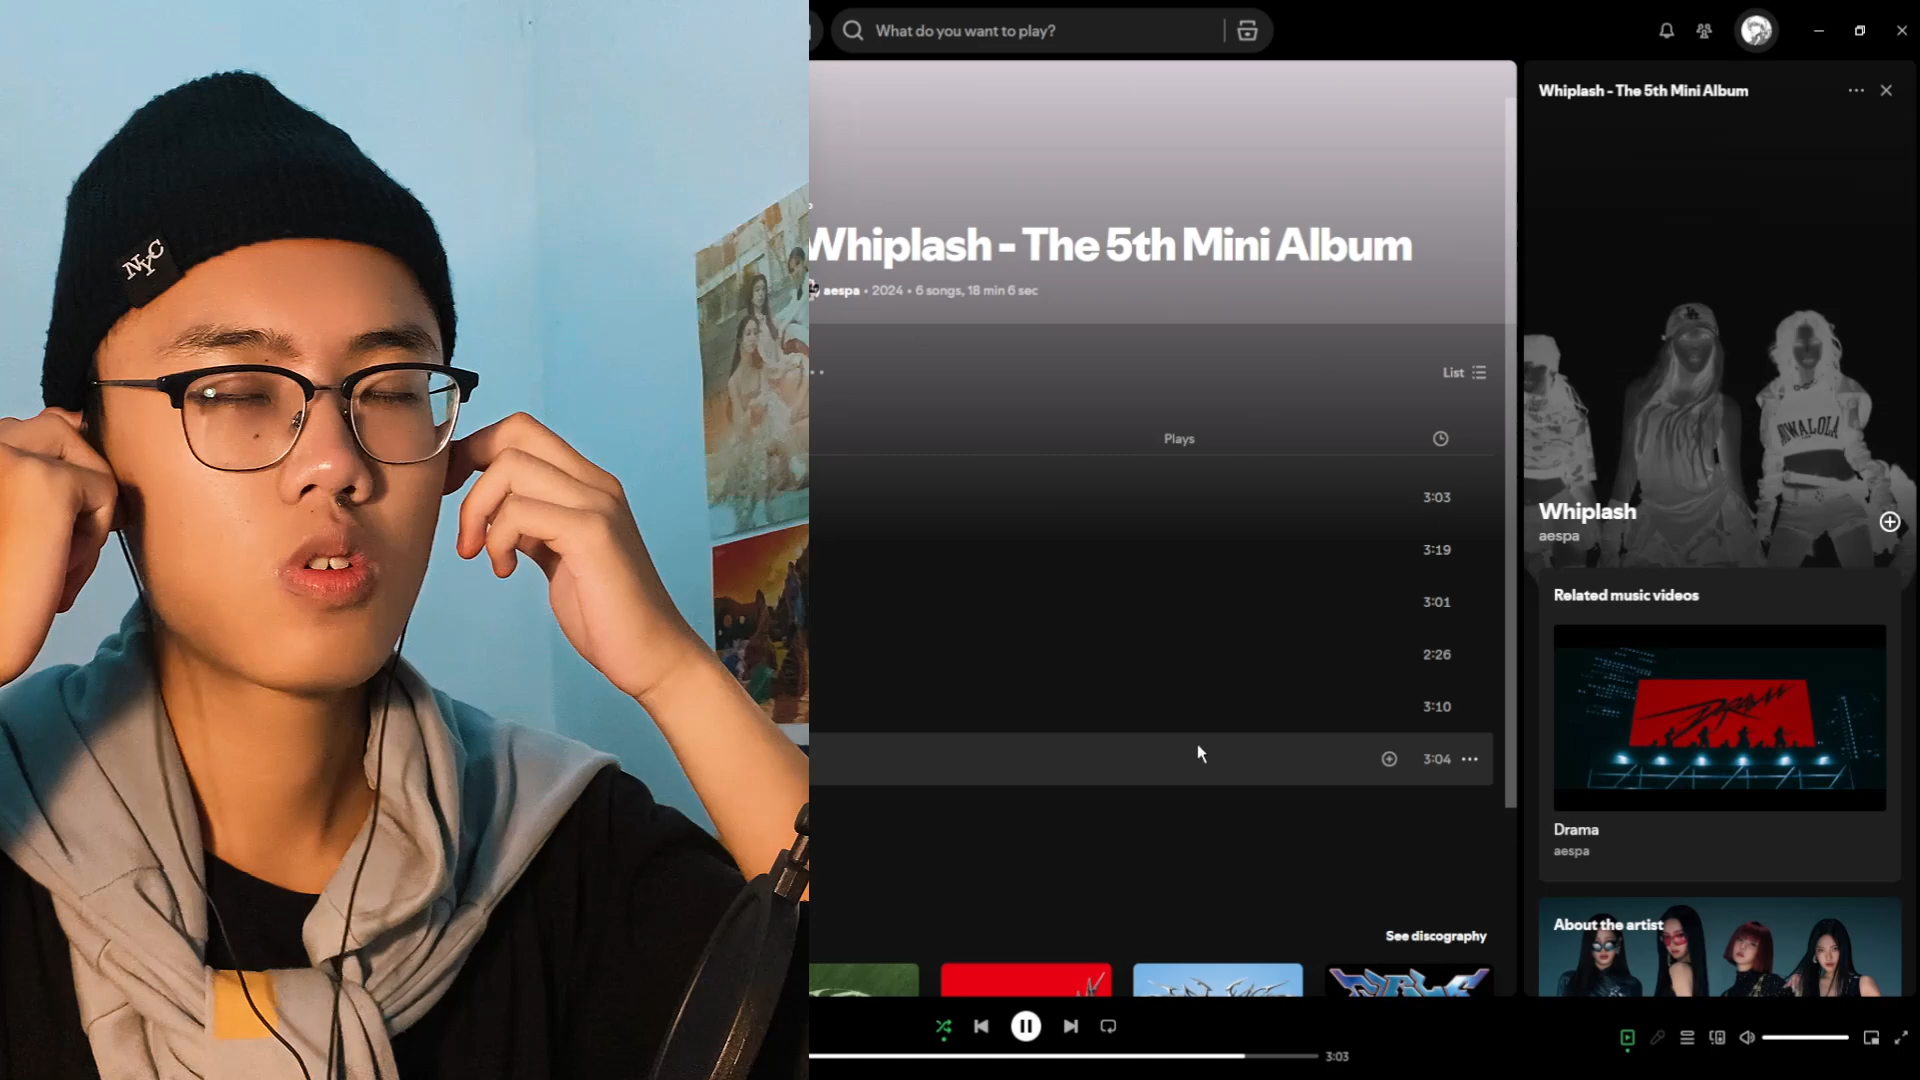 What do you want to play?
Whiplash - The 5th Mini Album
Whiplash - The 5th Mini Album
aespa • 2024 • 6 songs, 18 min 6 sec
List
Plays
3:03
3:19
3:01
2:26
3:10
3:04
Whiplash
aespa
Related music videos
DRAMA
Drama
aespa
About the artist
See discography
3:03
NYC